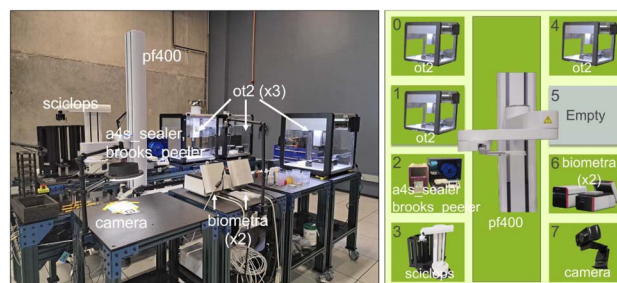 pf400
ot2 (x3)
sciclops
a4s_sealer,
brooks_peeler
camera
biometra
(x2)
0
ot2
4
ot2
1
ot2
5
Empty
2
a4s_sealer
brooks_peeler
6
biometra
(x2)
pf400
3
sciclops
7
camera